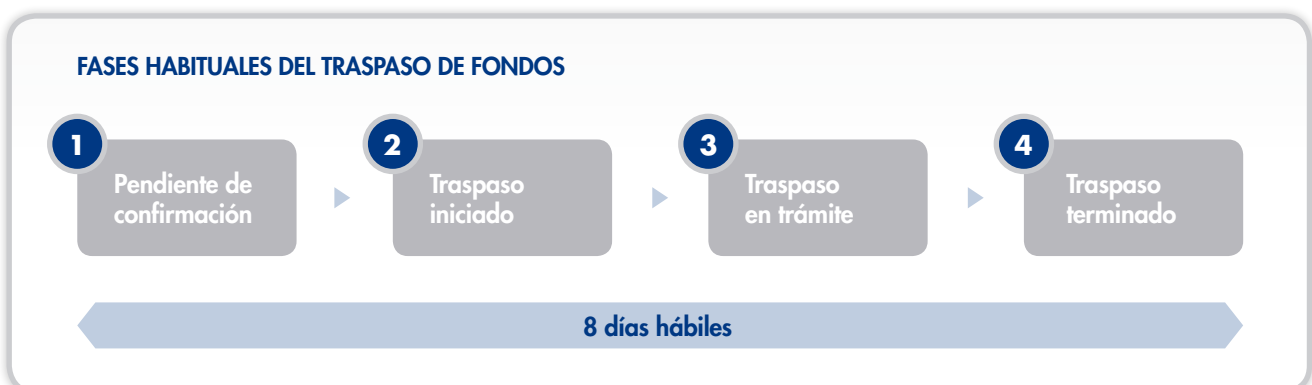 FASES HABITUALES DEL TRASPASO DE FONDOS
1
Pendiente de
confirmación
2
Traspaso
iniciado
3
Traspaso
en trámite
4
Traspaso
terminado
8 días hábiles